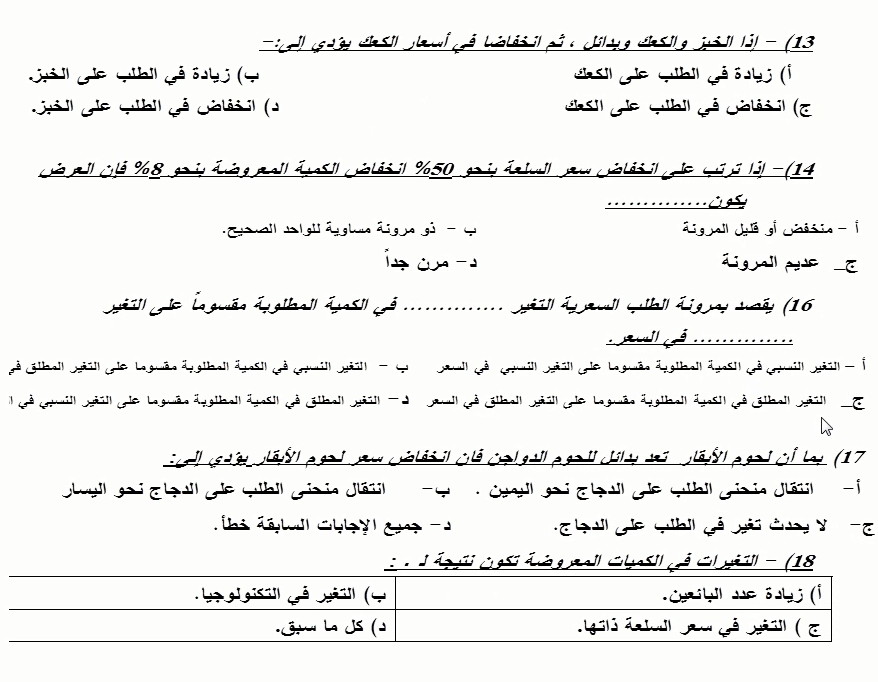 13) – إذا الخبز والكعك وبدائل ، ثم انخفاضا في أسعار الكعك يؤدي إلى:–
أ) زيادة في الطلب على الكعك ب) زيادة في الطلب على الخبز.
ج) انخفاض في الطلب على الكعك د) انخفاض في الطلب على الخبز.
14)– إذا ترتب على انخفاض سعر السلعة بنحو 50% انخفاض الكمية المعروضة بنحو 8% فإن العرض
يكون..............
أ – منخفض أو قليل المرونة ب – ذو مرونة مساوية للواحد الصحيح.
ج_ عديم المرونة د– مرن جداً
16) يقصد بمرونة الطلب السعرية التغير .............. في الكمية المطلوبة مقسوماً على التغير
.............. في السعر.
أ – التغير النسبي في الكمية المطلوبة مقسوما على التغير النسبي في السعر ب – التغير النسبي في الكمية المطلوبة مقسوما على التغير المطلق في
ج_ التغير المطلق في الكمية المطلوبة مقسوما على التغير المطلق في السعر د– التغير المطلق في الكمية المطلوبة مقسوما على التغير النسبي في
17) بما أن لحوم الأبقار تعد بدائل للحوم الدواجن فان انخفاض سعر لحوم الأبقار يؤدي إلى:
أ– انتقال منحنى الطلب على الدجاج نحو اليمين . ب– انتقال منحنى الطلب على الدجاج نحو اليسار
ج– لا يحدث تغير في الطلب على الدجاج. د– جميع الإجابات السابقة خطأ.
18) – التغيرات في الكميات المعروضة تكون نتيجة لـ . :
أ) زيادة عدد البائعين. ب) التغير في التكنولوجيا.
ج ) التغير في سعر السلعة ذاتها. د) كل ما سبق.